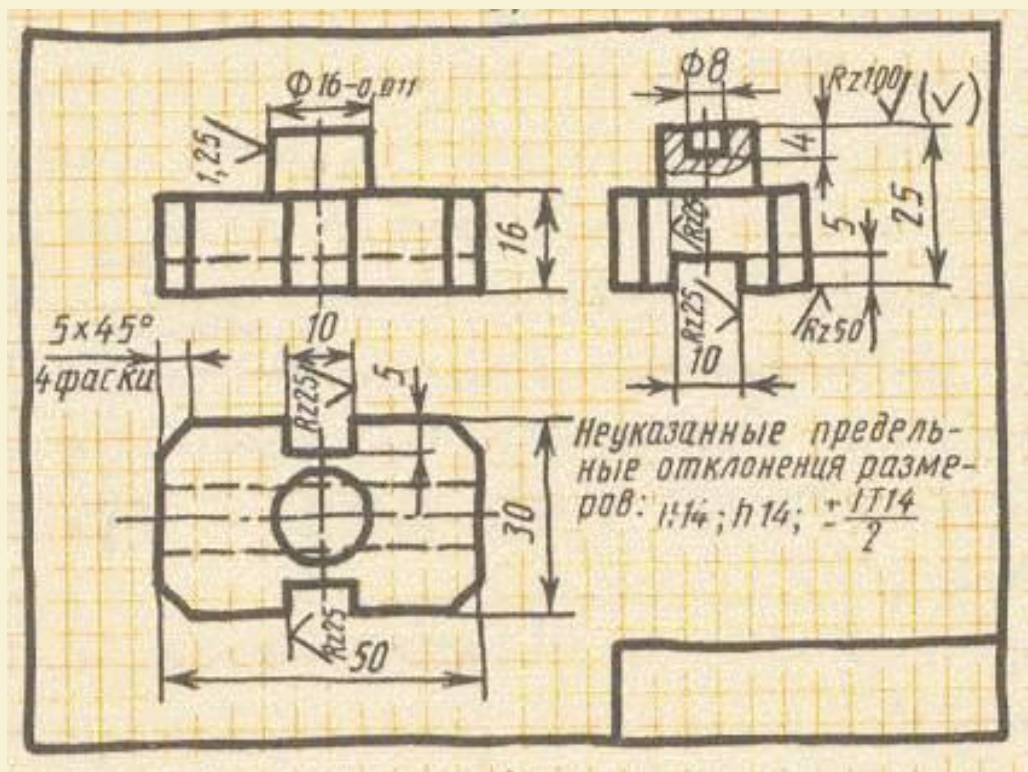 Ф16-0,011
1,25
16
Ф8
Rz100
(√)
4
25
5
Rz25
Rz25
Rz50
10
5×45°
4 фаски
10
Rz25
5
30
Rz25
50
Неуказанные предель-
ные отклонения разме-
ров: H14; h14; ± IT14
2